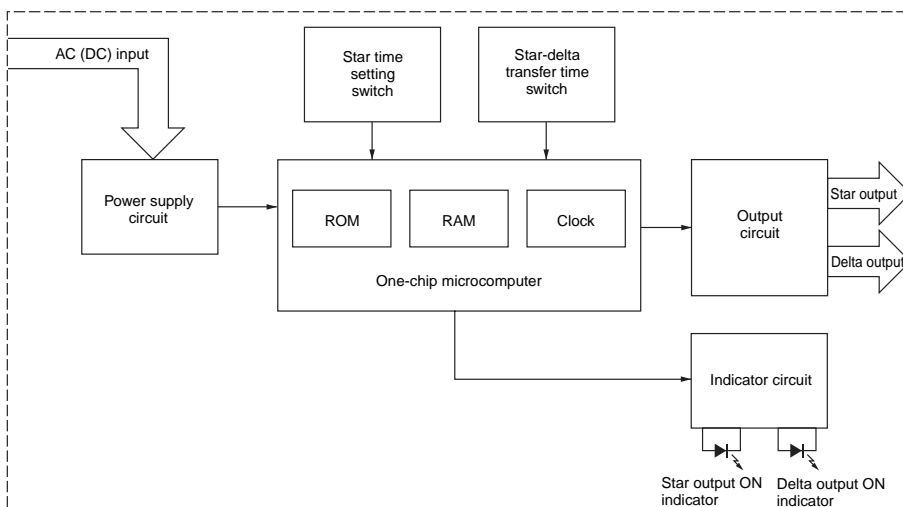 AC (DC) input
Star time
setting
switch
Star-delta
transfer time
switch
Power supply
circuit
ROM
RAM
Clock
One-chip microcomputer
Output
circuit
Star output
Delta output
Indicator circuit
Star output ON
indicator
Delta output ON
indicator